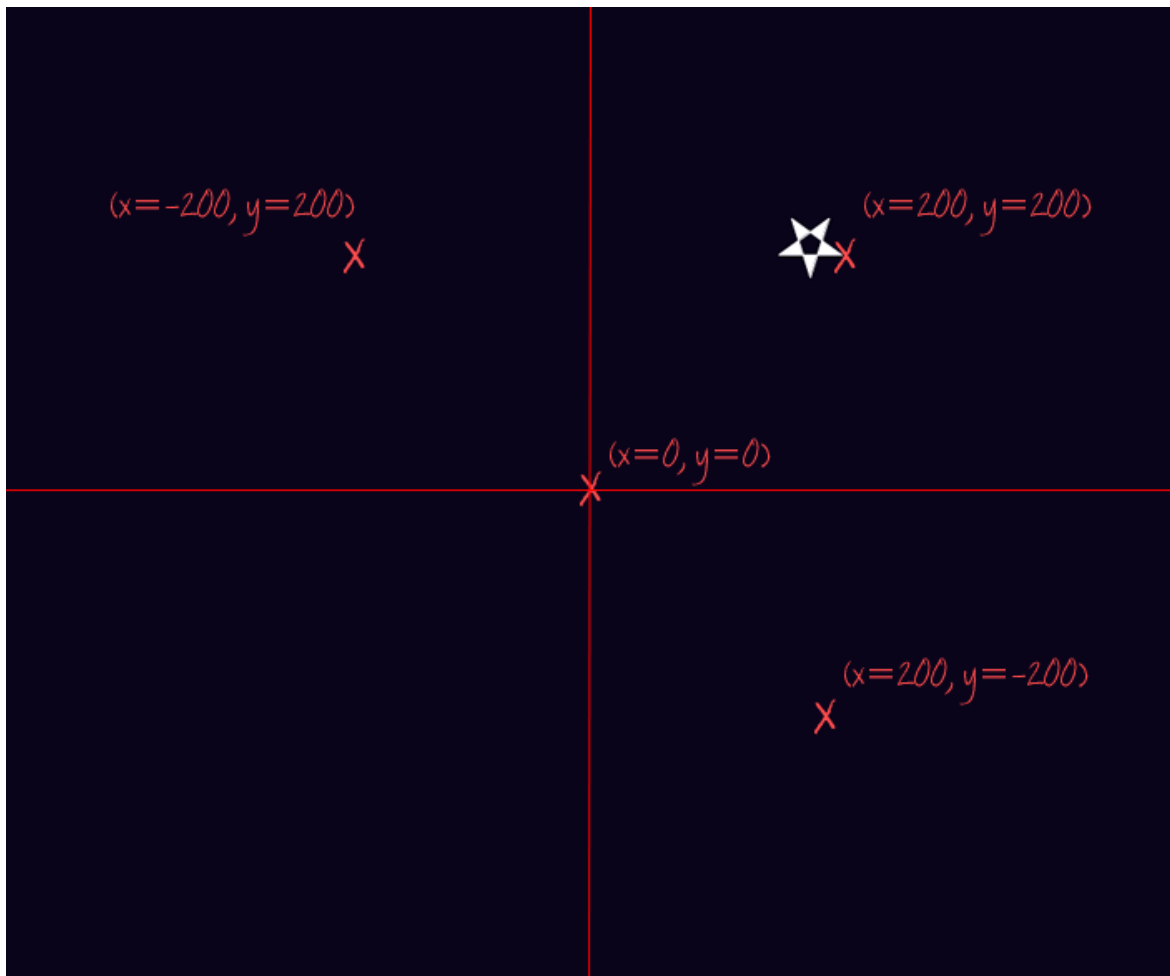 (x=-200, y=200)
(x=200, y=200)
X
X
(x=0, y=0)
X
(x=200, y=-200)
X